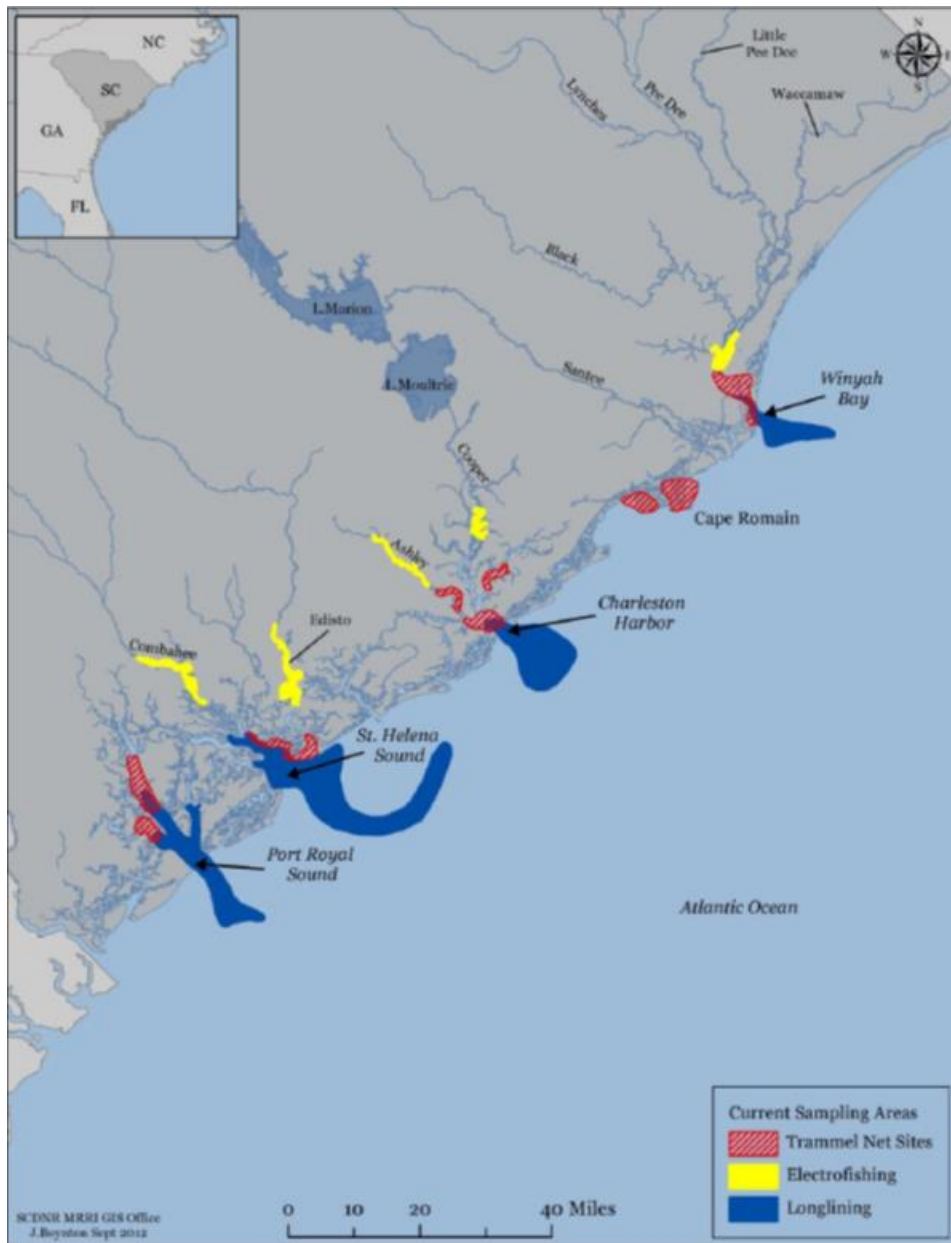 NC
SC
GA
FL
N
W
E
S
Little
Pee Dee
Waccamaw
Pee Dee
Lynches
Black
L.Marion
Santee
L.Moultrie
Winyah
Bay
Cooper
Cape Romain
Ashley
Charleston
Harbor
Edisto
Combahee
St. Helena
Sound
Port Royal
Sound
Atlantic Ocean
Current Sampling Areas
Trammel Net Sites
Electrofishing
Longlining
SCDNR MRRI GIS Office
J.Boynton Sept 2012
0 10 20 40 Miles